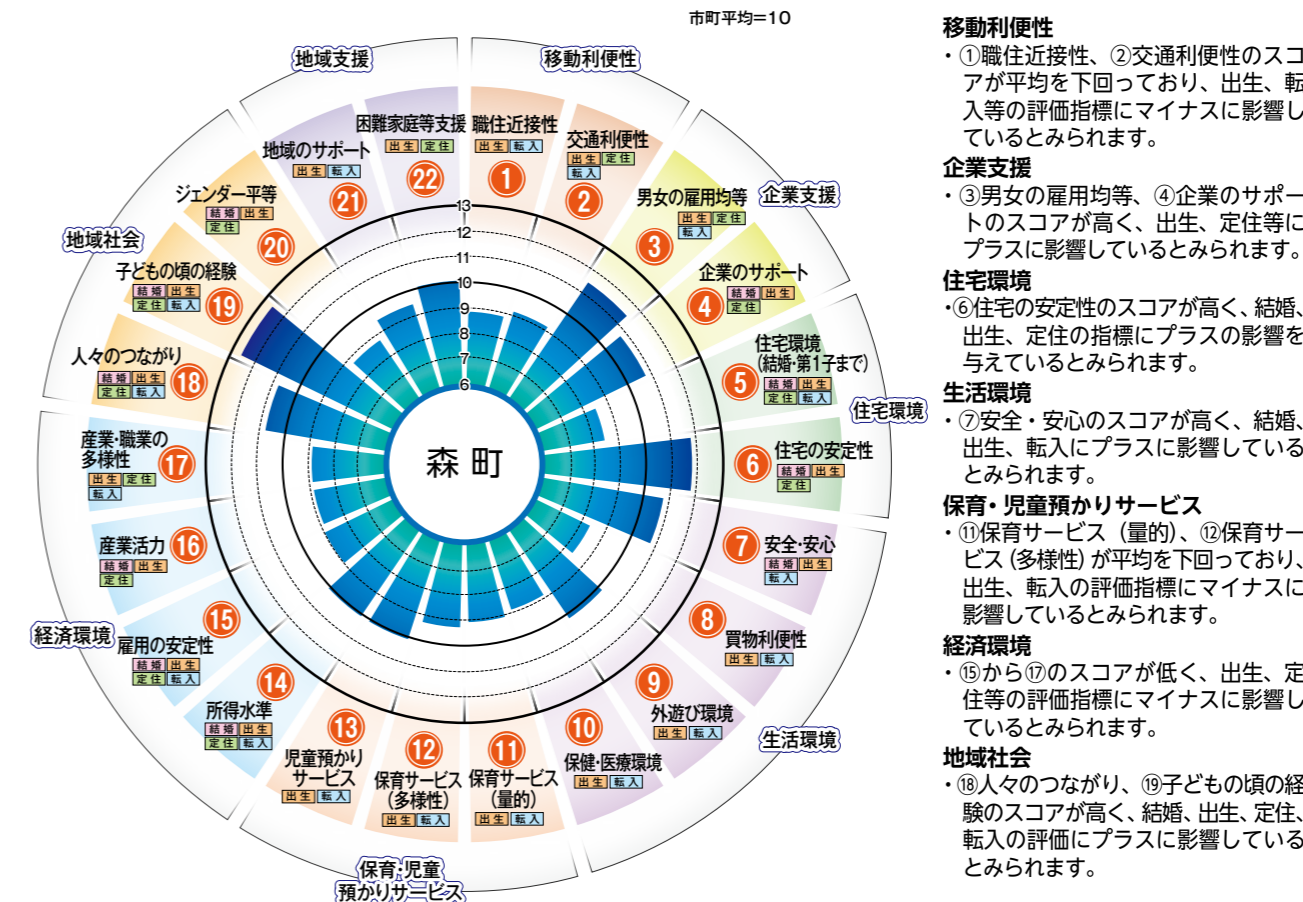 市町平均=10
地域支援
移動利便性
困難家庭等支援
出生 定住
22
職住近接性
出生 転入
1
地域のサポート
出生 転入
21
交通利便性
出生 定住
転入
2
ジェンダー平等
結婚 出生
定住
20
男女の雇用均等
出生 定住
転入
3
企業支援
地域社会
子どもの頃の経験
結婚 出生
定住 転入
19
企業のサポート
結婚 出生
定住
4
人々のつながり
結婚 出生
定住 転入
18
住宅環境
(結婚・第1子まで)
結婚 出生
定住 転入
5
住宅環境
産業・職業の
多様性
出生 定住
転入
17
住宅の安定性
結婚 出生
定住
6
産業活力
結婚 出生
定住
16
安全・安心
結婚 出生
転入
7
経済環境
雇用の安定性
結婚 出生
定住 転入
15
買物利便性
出生 転入
8
所得水準
結婚 出生
定住 転入
14
外遊び環境
出生 転入
9
生活環境
児童預かり
サービス
出生 転入
13
保育サービス
(多様性)
出生 転入
12
保育サービス
(量的)
出生 転入
11
保健・医療環境
出生 転入
10
保育・児童
預かりサービス
13
12
11
10
9
8
7
6
森町
移動利便性
・①職住近接性、②交通利便性のスコ
アが平均を下回っており、出生、転
入等の評価指標にマイナスに影響し
ているとみられます。
企業支援
・③男女の雇用均等、④企業のサポー
トのスコアが高く、出生、定住等に
プラスに影響しているとみられます。
住宅環境
・⑥住宅の安定性のスコアが高く、結婚、
出生、定住の指標にプラスの影響を
与えているとみられます。
生活環境
・⑦安全・安心のスコアが高く、結婚、
出生、転入にプラスに影響している
とみられます。
保育・児童預かりサービス
・⑪保育サービス（量的）、⑫保育サー
ビス（多様性）が平均を下回っており、
出生、転入の評価指標にマイナスに
影響しているとみられます。
経済環境
・⑮から⑰のスコアが低く、出生、定
住等の評価指標にマイナスに影響し
ているとみられます。
地域社会
・⑱人々のつながり、⑲子どもの頃の経
験のスコアが高く、結婚、出生、定住、
転入の評価にプラスに影響している
とみられます。